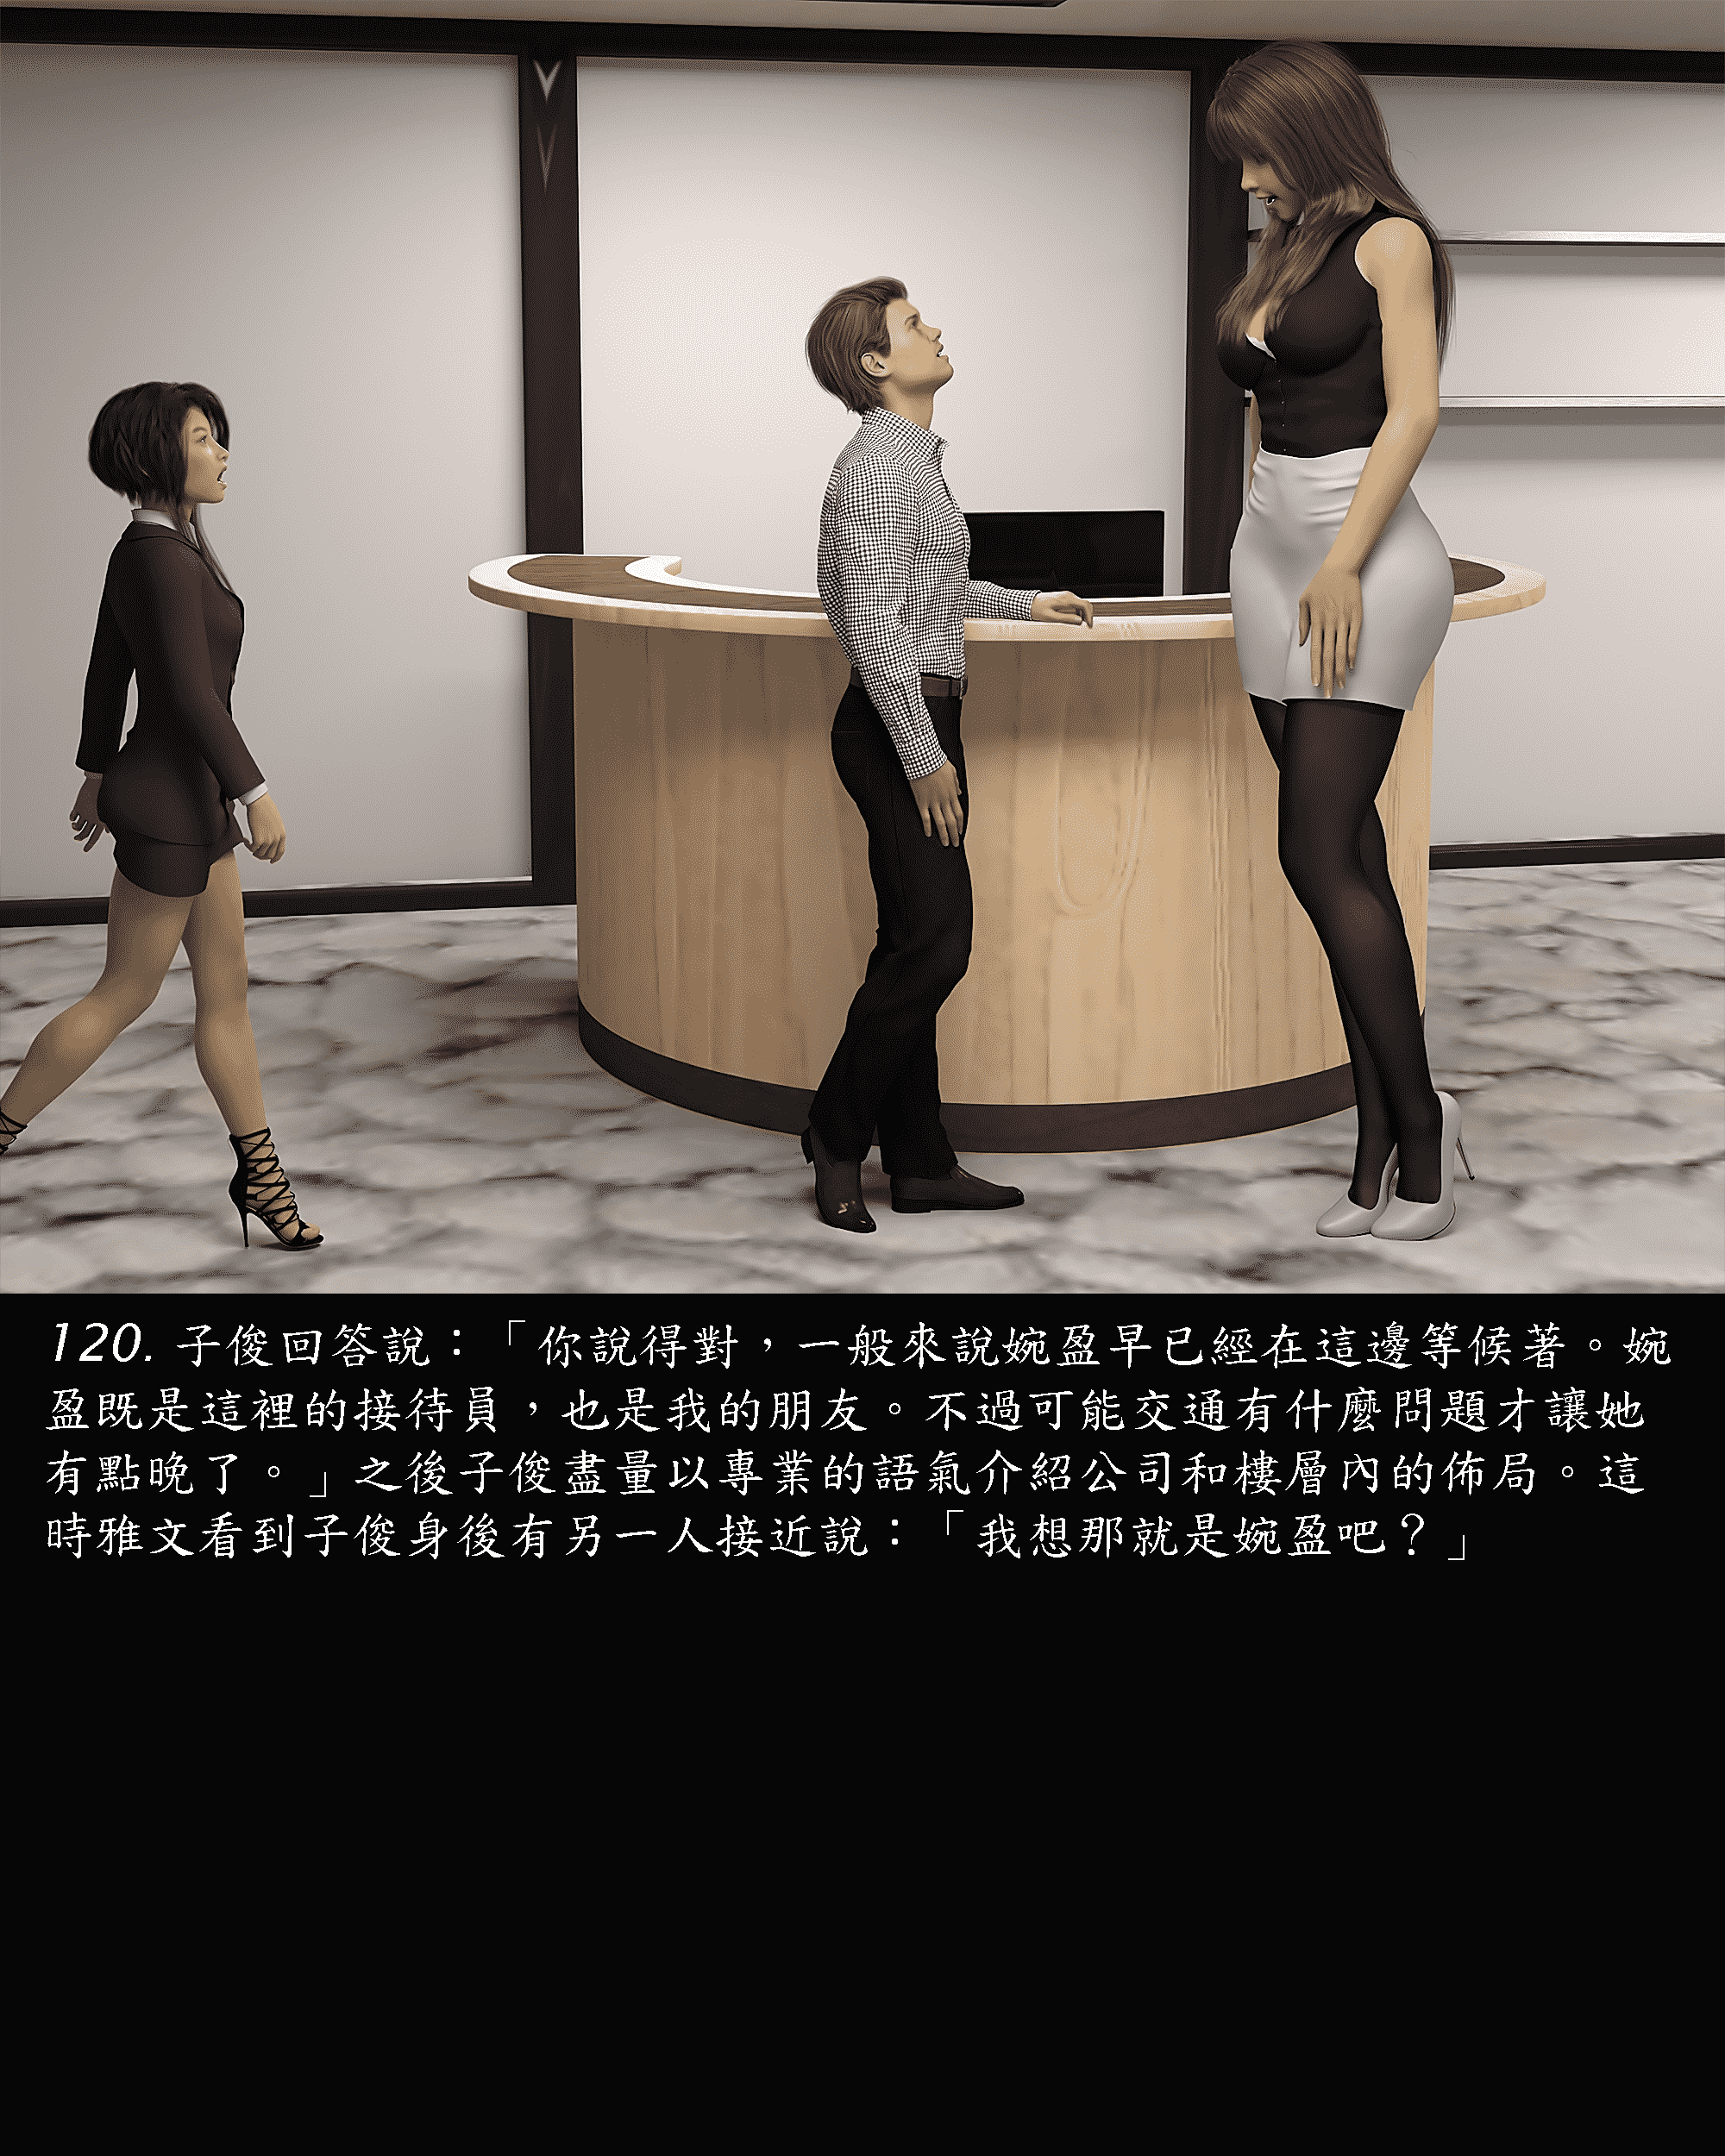 120. 子俊回答說：「你說得對，一般來說婉盈早已經在這邊等候著。婉
盈既是這裡的接待員，也是我的朋友。不過可能交通有什麼問題才讓她
有點晚了。」之後子俊盡量以專業的語氣介紹公司和樓層內的佈局。這
時雅文看到子俊身後有另一人接近說：「我想那就是婉盈吧？」